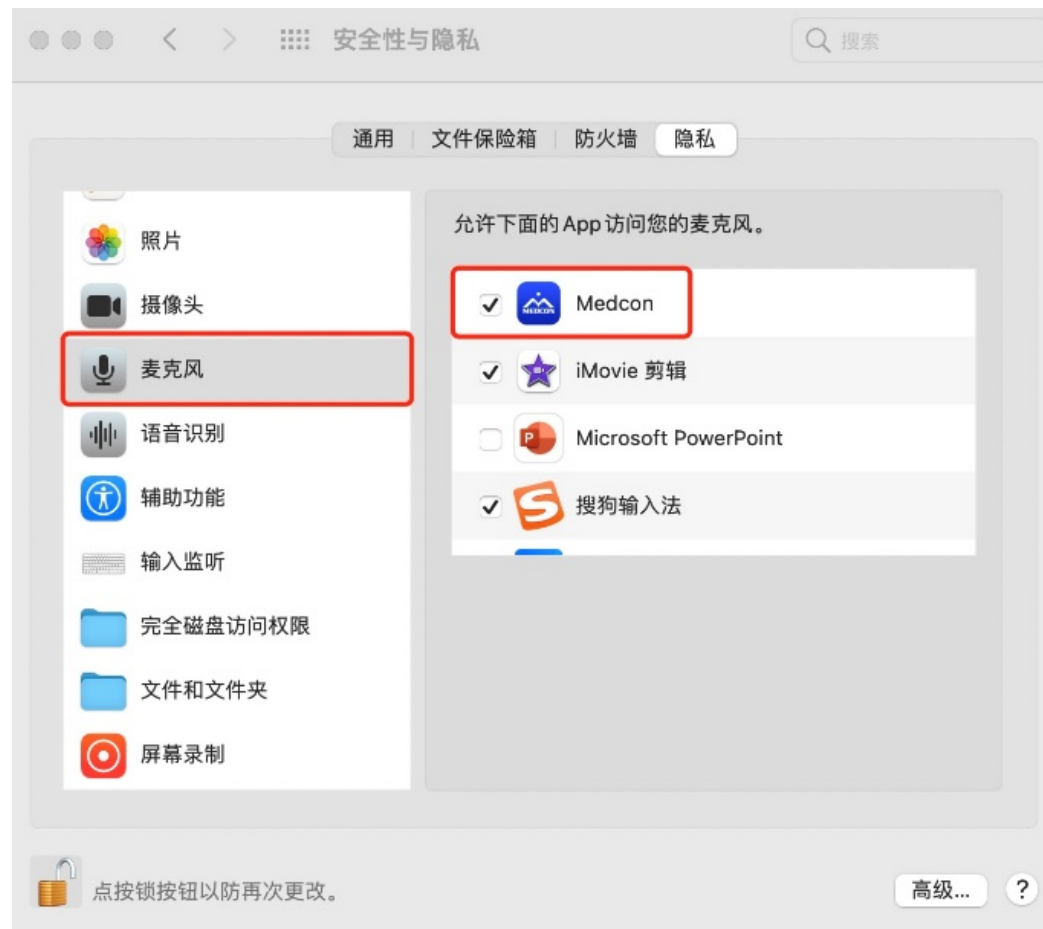 安全性与隐私
搜索
通用
文件保险箱
防火墙
隐私
照片
摄像头
麦克风
语音识别
辅助功能
输入监听
完全磁盘访问权限
文件和文件夹
屏幕录制
允许下面的App访问您的麦克风。
MEDCON
Medcon
iMovie 剪辑
P
Microsoft PowerPoint
S
搜狗输入法
点按锁按钮以防再次更改。
高级...
?